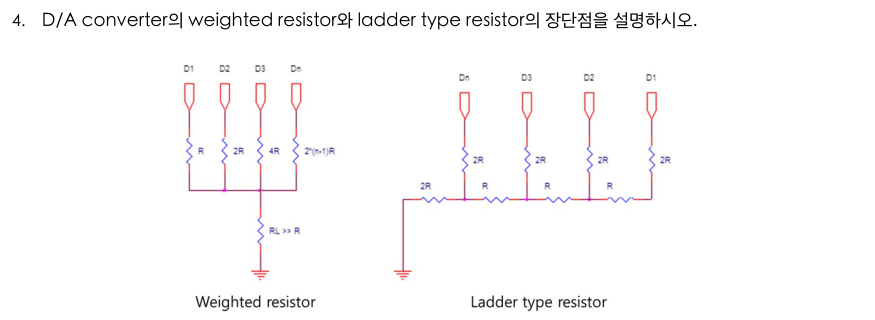 4. D/A converter의 weighted resistor와 ladder type resistor의 장단점을 설명하시오.
D1 D2 D3 Dn
R 2R 4R 2^(n-1)R
RL >> R
Weighted resistor
Dn D3 D2 D1
2R 2R 2R 2R
2R R R R
Ladder type resistor